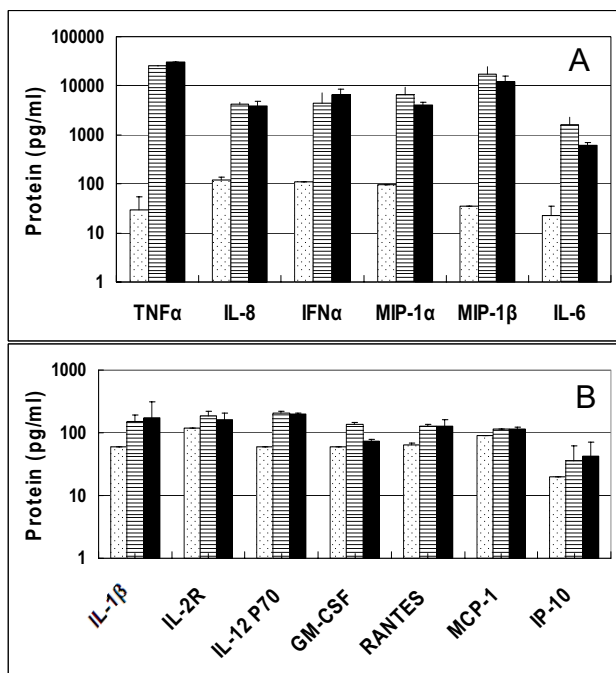 A
Protein (pg/ml)
100000
10000
1000
100
10
1
TNFα IL-8 IFNα MIP-1α MIP-1β IL-6
B
Protein (pg/ml)
1000
100
10
1
IL-1β IL-2R IL-12 P70 GM-CSF RANTES MCP-1 IP-10